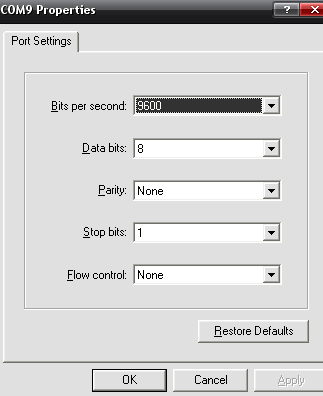 COM9 Properties
Port Settings
Bits per second: 9600
Data bits: 8
Parity: None
Stop bits: 1
Flow control: None
Restore Defaults
OK Cancel Apply